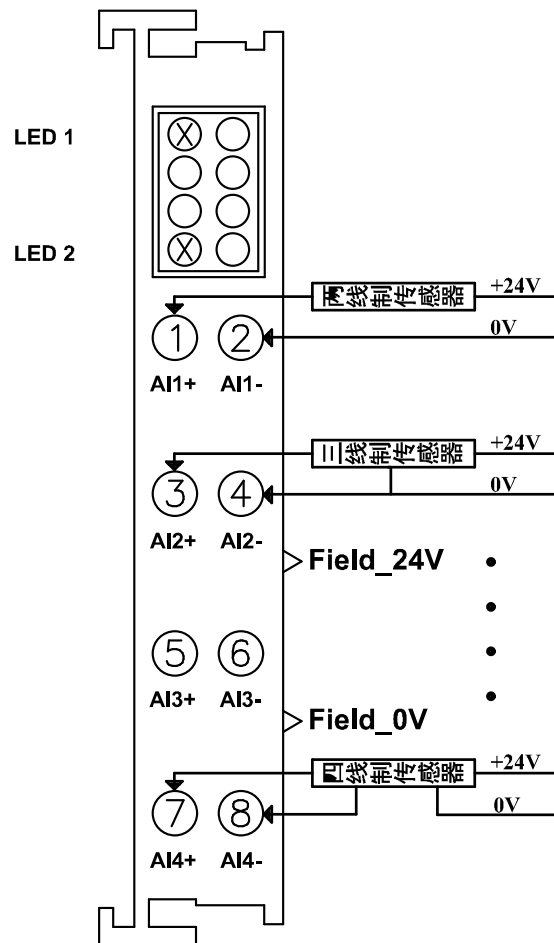 LED 1
LED 2
两线制传感器 +24V
0V
1 2
AI1+ AI1-
三线制传感器 +24V
0V
3 4
AI2+ AI2-
Field_24V
5 6
AI3+ AI3-
Field_0V
四线制传感器 +24V
0V
7 8
AI4+ AI4-